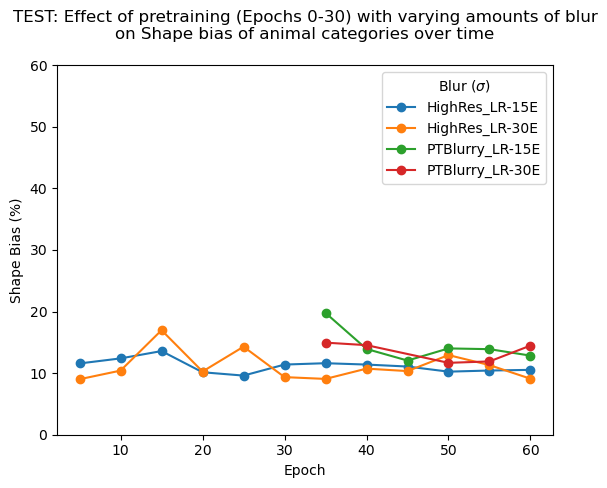 TEST: Effect of pretraining (Epochs 0-30) with varying amounts of blur
on Shape bias of animal categories over time
Blur (σ)
HighRes_LR-15E
HighRes_LR-30E
PTBlurry_LR-15E
PTBlurry_LR-30E
Shape Bias (%)
60
50
40
30
20
10
0
10 20 30 40 50 60
Epoch